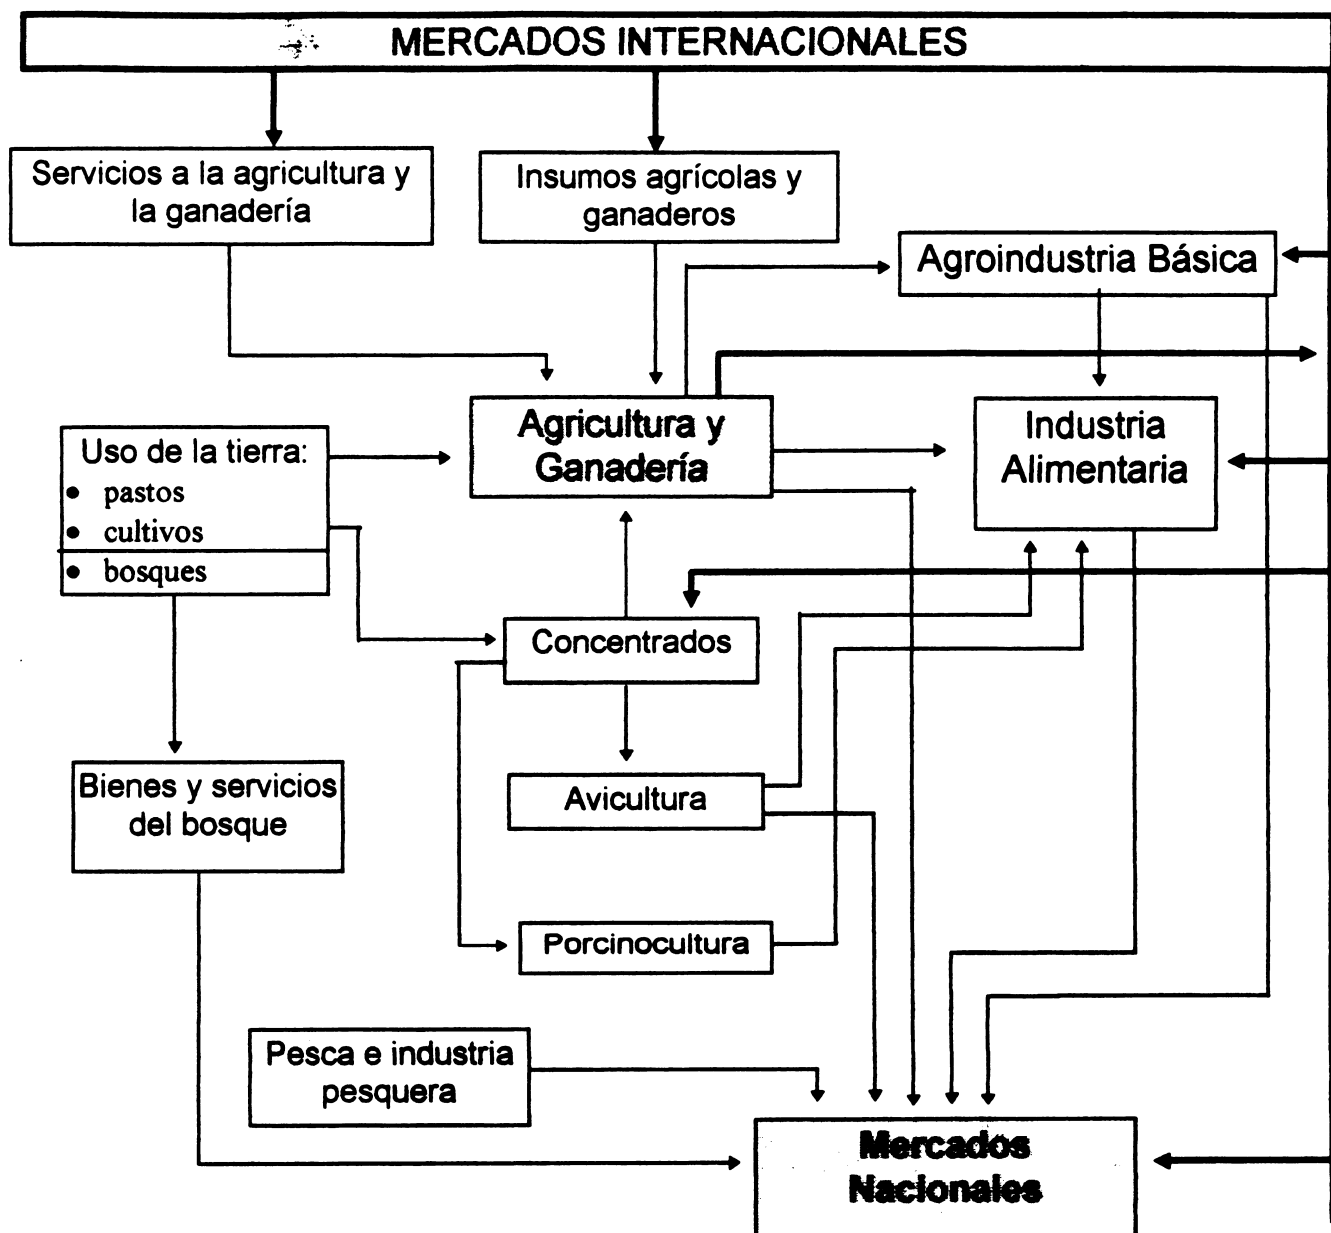 MERCADOS INTERNACIONALES
Servicios a la agricultura y
la ganadería
Insumos agrícolas y
ganaderos
Agroindustria Básica
Agricultura y
Ganadería
Industria
Alimentaria
Uso de la tierra:
• pastos
• cultivos
• bosques
Concentrados
Bienes y servicios
del bosque
Avicultura
Porcinocultura
Pesca e industria
pesquera
Mercados
Nacionales